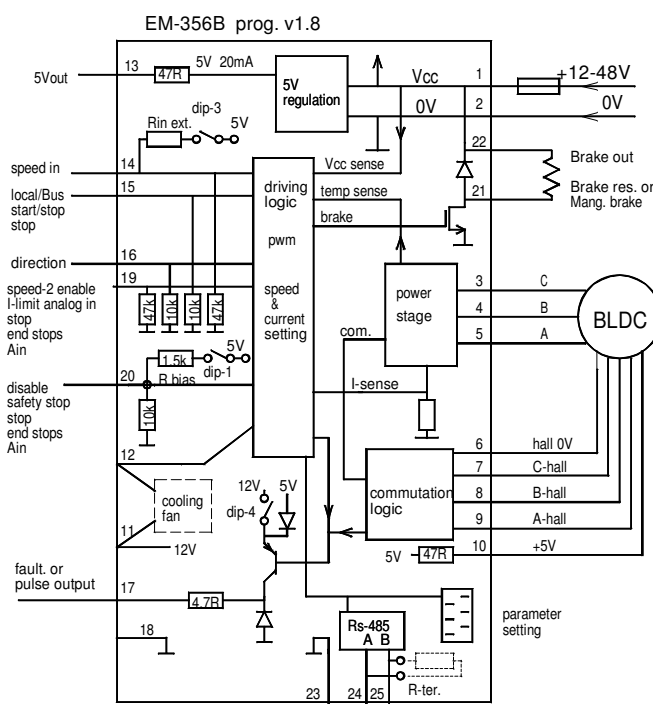 EM-356B prog. v1.8
13
47R
5V 20mA
5Vout
5V
regulation
Vcc
1
+12-48V
0V
2
0V
dip-3
Rin ext.
5V
22
Brake out
21
Brake res. or
Mang. brake
speed in
14
Vcc sense
local/Bus
start/stop
stop
15
driving
logic
pwm
speed
&
current
setting
temp sense
brake
direction
16
19
speed-2 enable
I-limit analog in
stop
end stops
Ain
47k
10k
10k
47k
power
stage
3
C
4
B
5
A
BLDC
com.
1.5k
5V
dip-1
R bias
20
10k
disable
safety stop
stop
end stops
Ain
I-sense
12
cooling
fan
11
12V
commutation
logic
6
hall 0V
7
C-hall
8
B-hall
9
A-hall
10
+5V
5V
47R
12V
5V
dip-4
fault. or
pulse output
17
4.7R
18
Rs-485
A B
parameter
setting
R-ter.
23
24
25